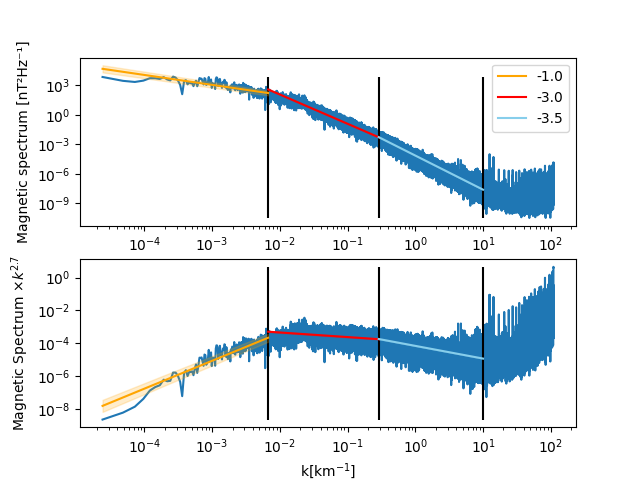 Magnetic spectrum [nT²Hz⁻¹]
10³
10⁰
10⁻³
10⁻⁶
10⁻⁹
-1.0
-3.0
-3.5
10⁻⁴ 10⁻³ 10⁻² 10⁻¹ 10⁰ 10¹ 10²
Magnetic Spectrum ×k^2.7
10⁰
10⁻²
10⁻⁴
10⁻⁶
10⁻⁸
10⁻⁴ 10⁻³ 10⁻² 10⁻¹ 10⁰ 10¹ 10²
k[km⁻¹]